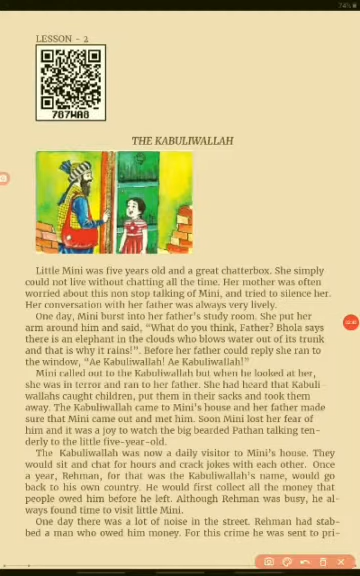 74%
LESSON - 2
7B7WA8
THE KABULIWALLAH
Little Mini was five years old and a great chatterbox. She simply
could not live without chatting all the time. Her mother was often
worried about this non stop talking of Mini, and tried to silence her.
Her conversation with her father was always very lively.
One day, Mini burst into her father's study room. She put her
arm around him and said, "What do you think, Father? Bhola says
there is an elephant in the clouds who blows water out of its trunk
and that is why it rains!". Before her father could reply she ran to
the window, "Ae Kabuliwallah! Ae Kabuliwallah!"
Mini called out to the Kabuliwallah but when he looked at her,
she was in terror and ran to her father. She had heard that Kabuli-
wallahs caught children, put them in their sacks and took them
away. The Kabuliwallah came to Mini's house and her father made
sure that Mini came out and met him. Soon Mini lost her fear of
him and it was a joy to watch the big bearded Pathan talking ten-
derly to the little five-year-old.
The Kabuliwallah was now a daily visitor to Mini's house. They
would sit and chat for hours and crack jokes with each other. Once
a year, Rehman, for that was the Kabuliwallah's name, would go
back to his own country. He would first collect all the money that
people owed him before he left. Although Rehman was busy, he al-
ways found time to visit little Mini.
One day there was a lot of noise in the street. Rehman had stab-
bed a man who owed him money. For this crime he was sent to pri-